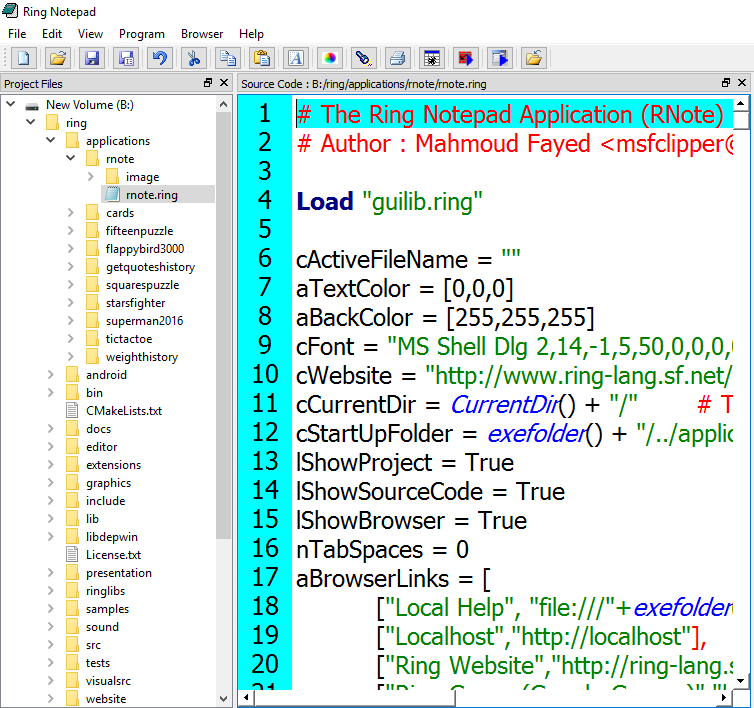 Ring Notepad
File Edit View Program Browser Help
Project Files
New Volume (B:)
ring
applications
rnote
image
rnote.ring
cards
fifteenpuzzle
flappybird3000
getquoteshistory
squarespuzzle
starsfighter
superman2016
tictactoe
weighthistory
android
bin
CMakeLists.txt
docs
editor
extensions
graphics
include
lib
libdepwin
License.txt
presentation
ringlibs
samples
sound
src
tests
visualsrc
website
Source Code : B:/ring/applications/rnote/rnote.ring
1 # The Ring Notepad Application (RNote)
2 # Author : Mahmoud Fayed <msfclipper@
3
4 Load "guilib.ring"
5
6 cActiveFileName = ""
7 aTextColor = [0,0,0]
8 aBackColor = [255,255,255]
9 cFont = "MS Shell Dlg 2,14,-1,5,50,0,0,0,
10 cWebsite = "http://www.ring-lang.sf.net/
11 cCurrentDir = CurrentDir() + "/" # T
12 cStartUpFolder = exefolder() + "/../applic
13 lShowProject = True
14 lShowSourceCode = True
15 lShowBrowser = True
16 nTabSpaces = 0
17 aBrowserLinks = [
18 ["Local Help", "file:///"+exefolder
19 ["Localhost","http://localhost"],
20 ["Ring Website","http://ring-lang.s